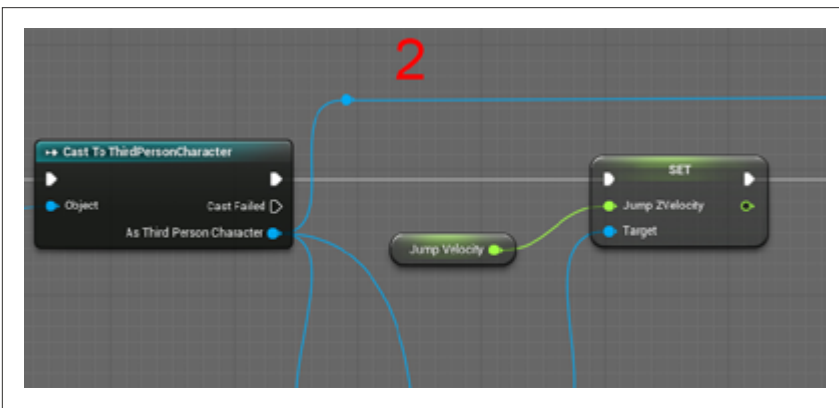 2
Cast To ThirdPersonCharacter
Object
Cast Failed
As Third Person Character
Jump Velocity
SET
Jump ZVelocity
Target